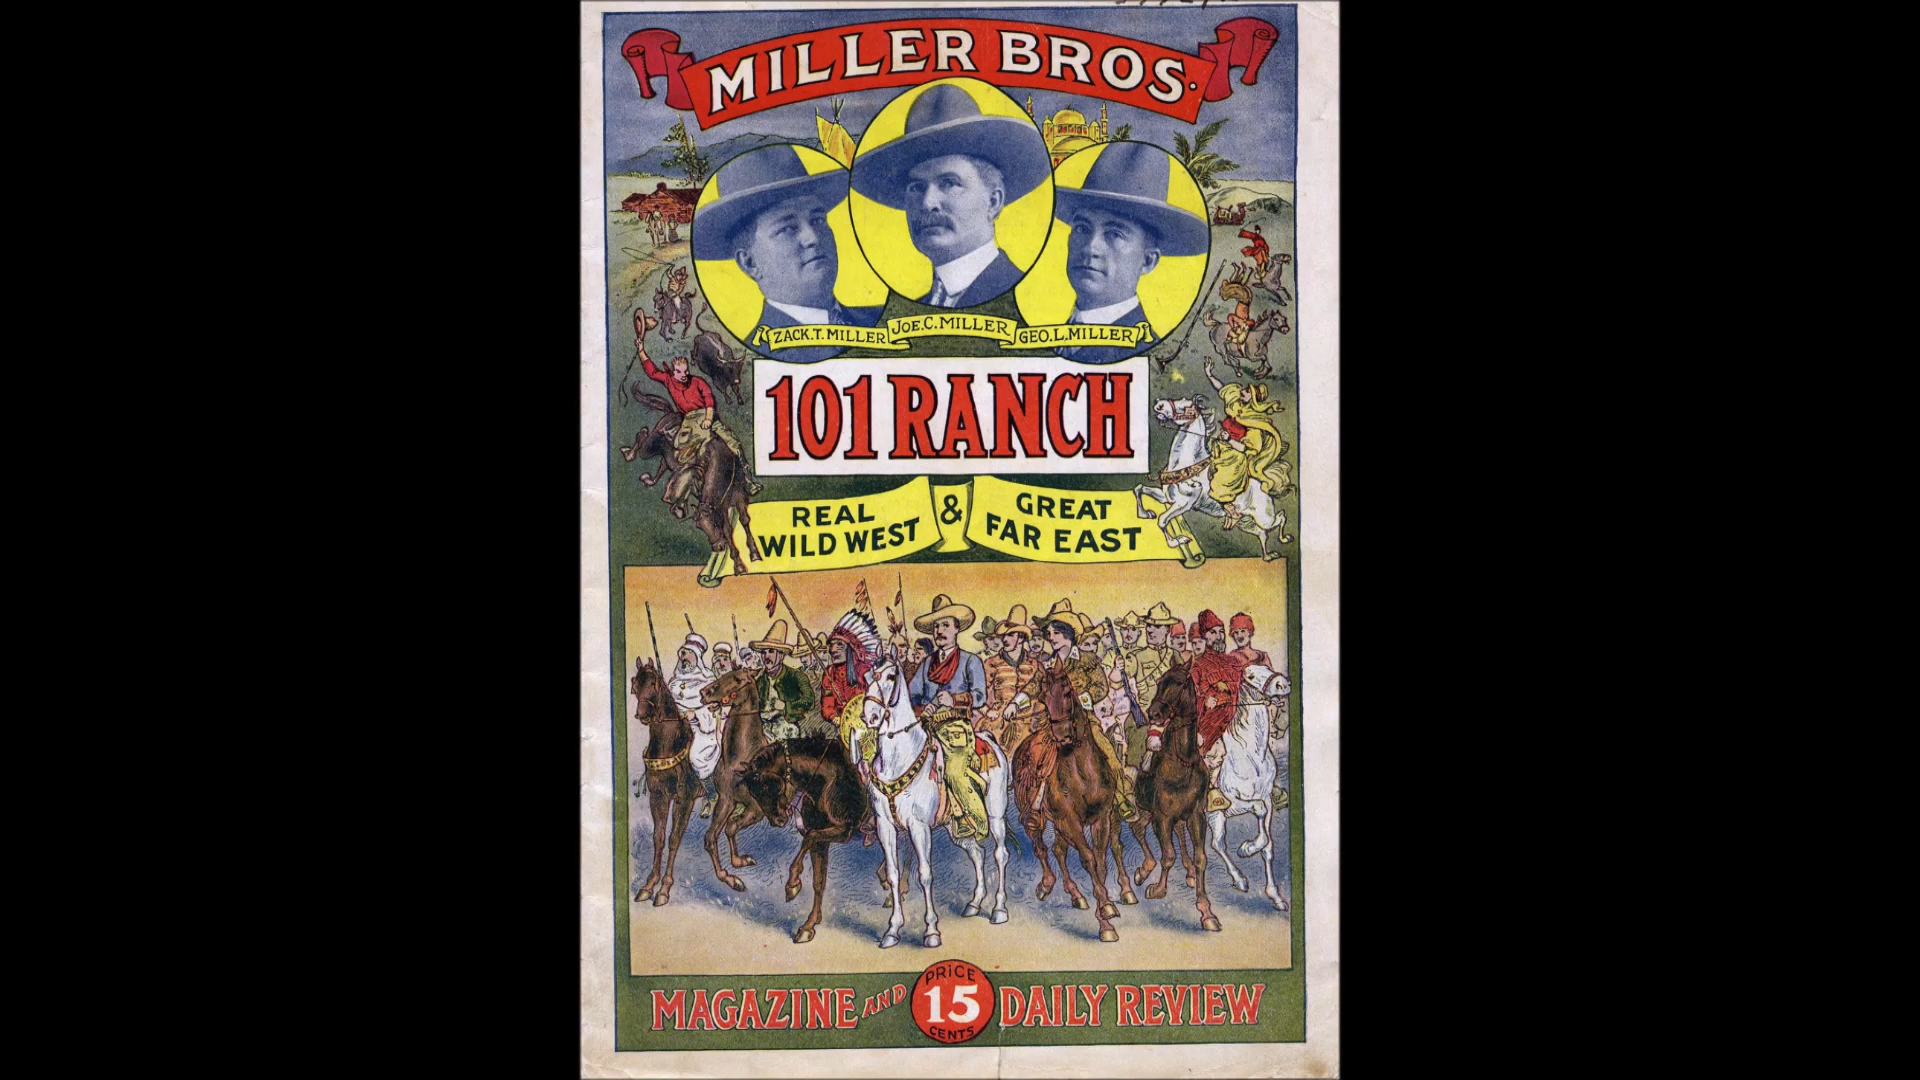 MILLER BROS.
ZACK.T. MILLER
JOE.C. MILLER
GEO.L. MILLER
101 RANCH
REAL
WILD WEST
&
GREAT
FAR EAST
MAGAZINE AND
PRICE
15
CENTS
DAILY REVIEW